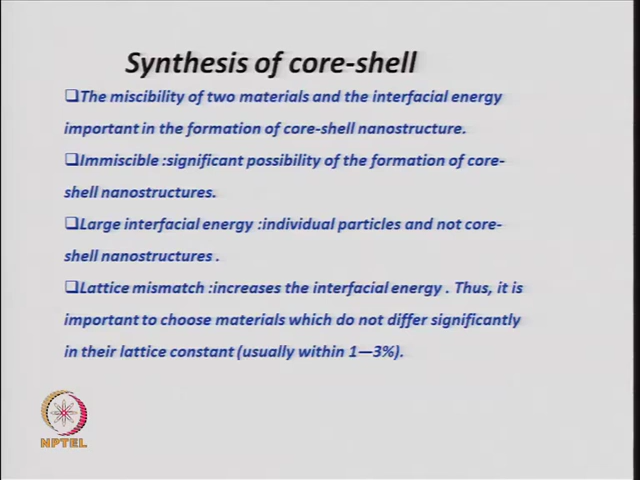 Synthesis of core-shell
❑The miscibility of two materials and the interfacial energy
important in the formation of core-shell nanostructure.
❑Immiscible :significant possibility of the formation of core-
shell nanostructures.
❑Large interfacial energy :individual particles and not core-
shell nanostructures .
❑Lattice mismatch :increases the interfacial energy . Thus, it is
important to choose materials which do not differ significantly
in their lattice constant (usually within 1—3%).
NPTEL